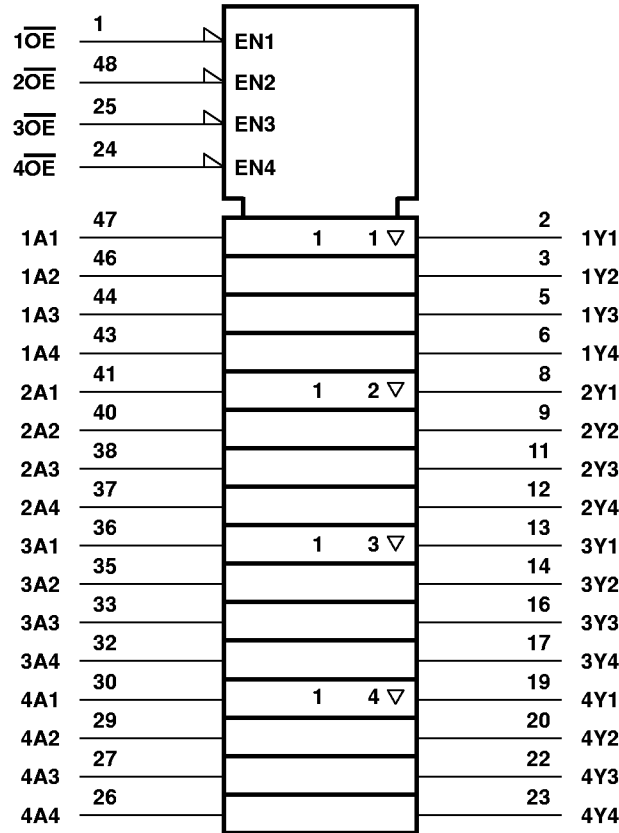 1
1O̅E̅ EN1
48
2O̅E̅ EN2
25
3O̅E̅ EN3
24
4O̅E̅ EN4
47 2
1A1 1 1 ▽ 1Y1
46 3
1A2 1Y2
44 5
1A3 1Y3
43 6
1A4 1Y4
41 8
2A1 1 2 ▽ 2Y1
40 9
2A2 2Y2
38 11
2A3 2Y3
37 12
2A4 2Y4
36 13
3A1 1 3 ▽ 3Y1
35 14
3A2 3Y2
33 16
3A3 3Y3
32 17
3A4 3Y4
30 19
4A1 1 4 ▽ 4Y1
29 20
4A2 4Y2
27 22
4A3 4Y3
26 23
4A4 4Y4